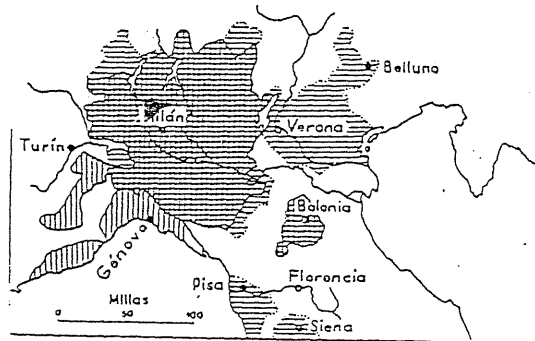 Belluno
Milán
Verona
Turín
Bolonia
Génova
Pisa
Florencia
Millas
0 50 100
Siena